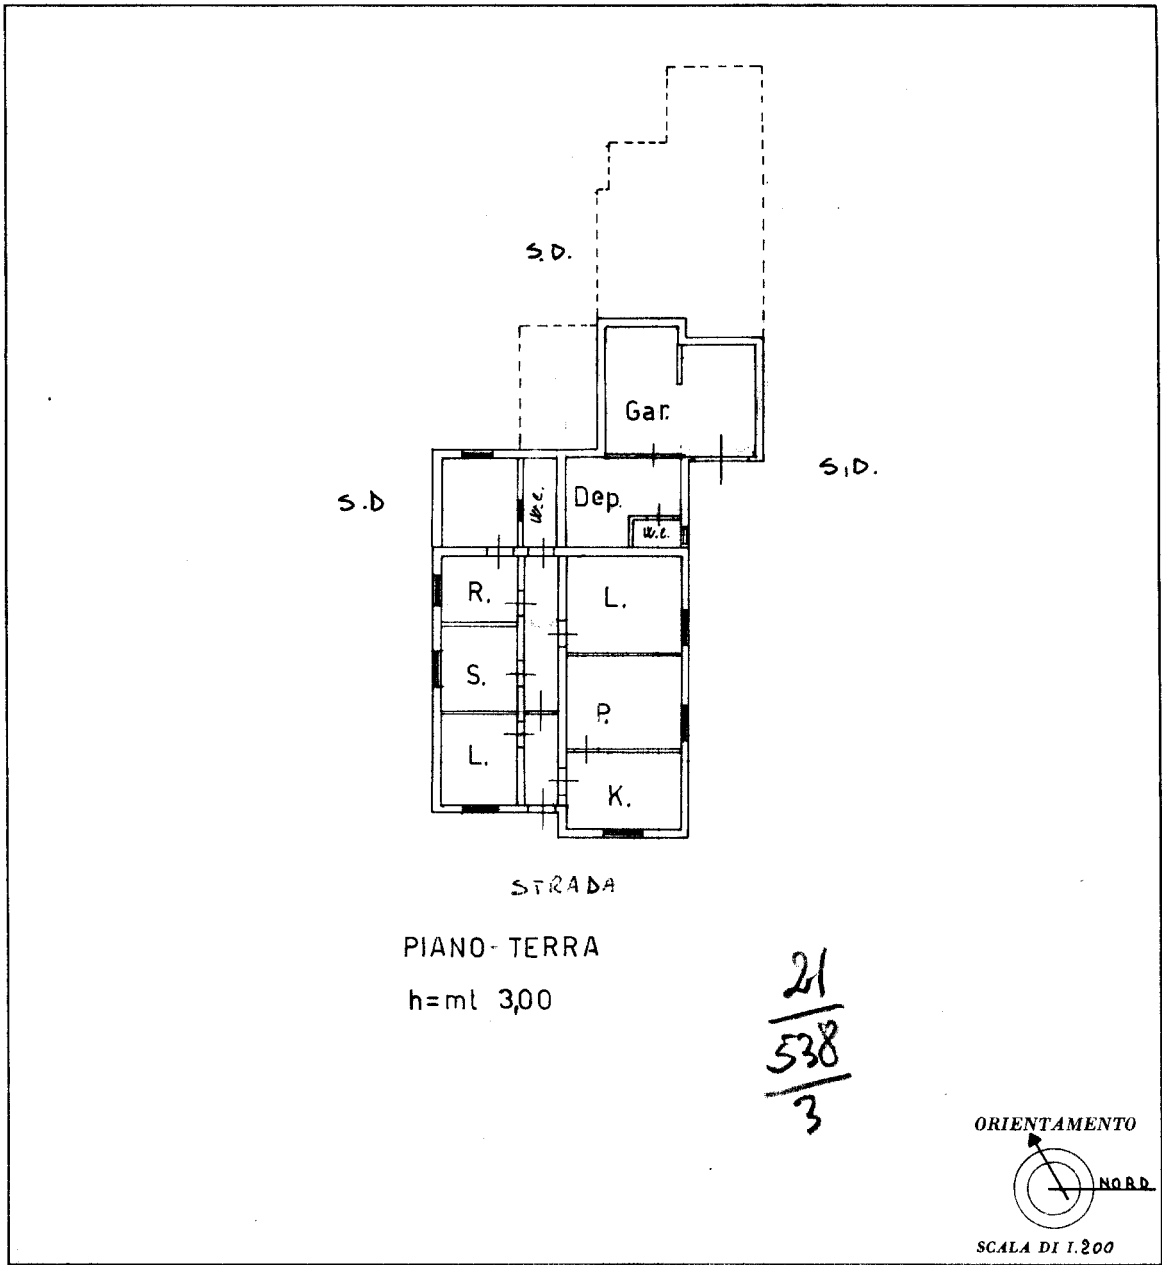 S.D.
Gar.
S.D.
S.D
Dep.
w.c.
w.c.
R.
L.
S.
P.
L.
K.
STRADA
PIANO-TERRA
h=ml 3,00
21
538
3
ORIENTAMENTO
NORD
SCALA DI 1.200